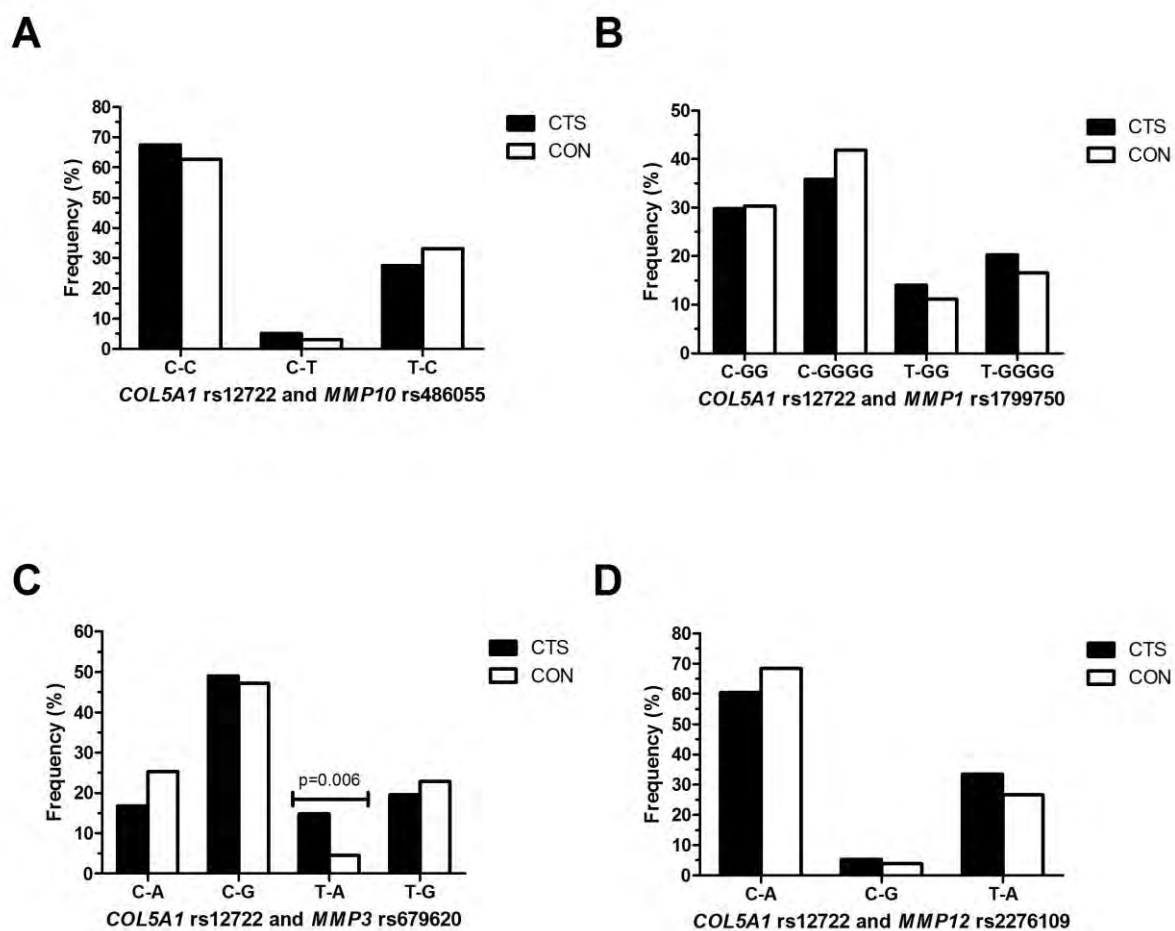 A
80
70
60
50
40
30
20
10
0
Frequency (%)
CTS
CON
C-C C-T T-C
COL5A1 rs12722 and MMP10 rs486055
B
50
40
30
20
10
0
Frequency (%)
CTS
CON
C-GG C-GGGG T-GG T-GGGG
COL5A1 rs12722 and MMP1 rs1799750
C
60
50
40
30
20
10
0
Frequency (%)
CTS
CON
p=0.006
C-A C-G T-A T-G
COL5A1 rs12722 and MMP3 rs679620
D
80
70
60
50
40
30
20
10
0
Frequency (%)
CTS
CON
C-A C-G T-A
COL5A1 rs12722 and MMP12 rs2276109